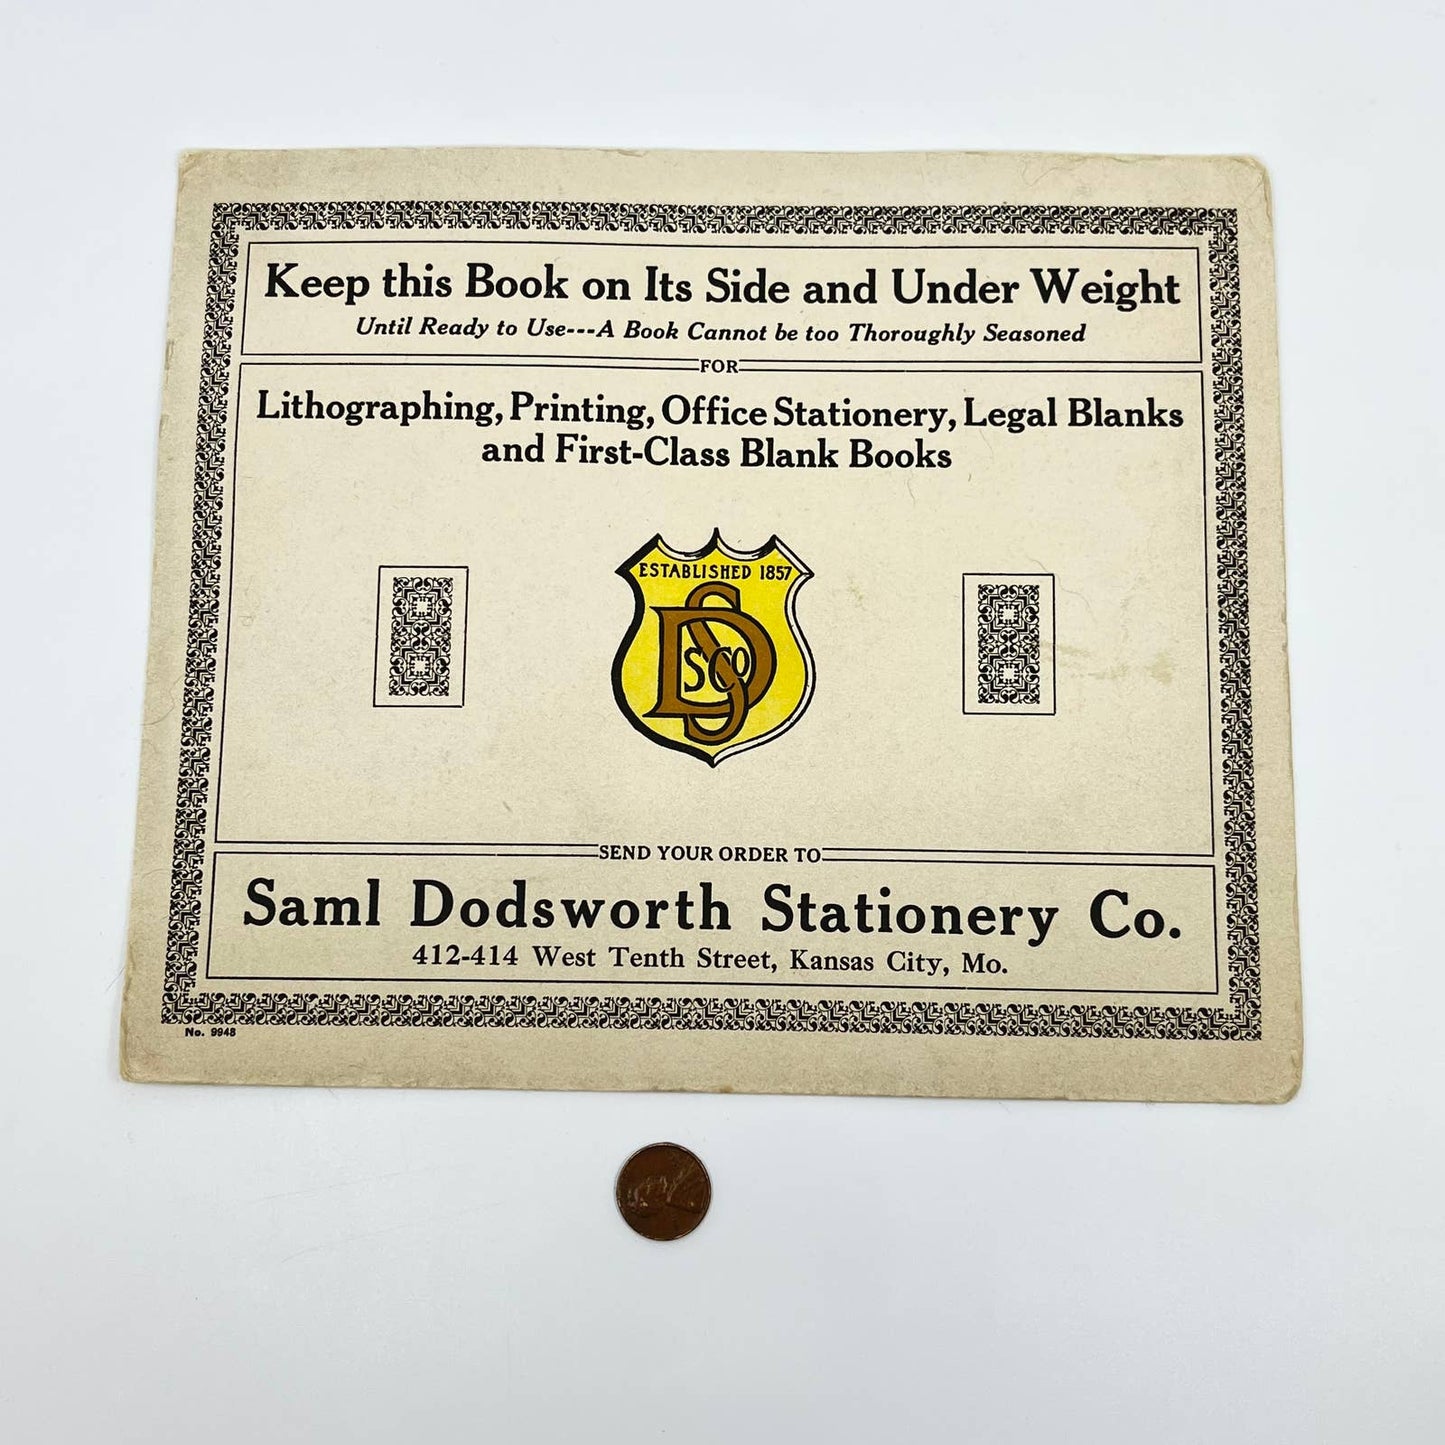 Keep this Book on Its Side and Under Weight
Until Ready to Use---A Book Cannot be too Thoroughly Seasoned
FOR
Lithographing, Printing, Office Stationery, Legal Blanks
and First-Class Blank Books
ESTABLISHED 1857
SD
S Co
SEND YOUR ORDER TO
Saml Dodsworth Stationery Co.
412-414 West Tenth Street, Kansas City, Mo.
No. 9948